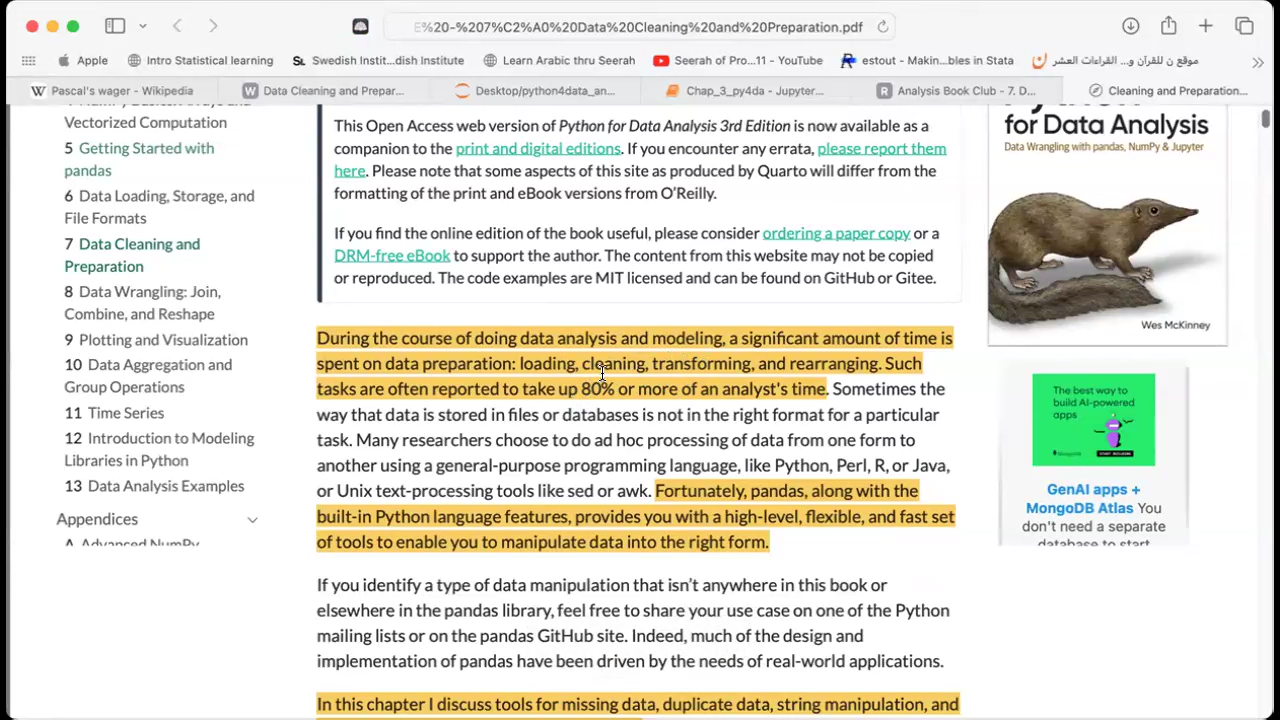 E%20-%207%C2%A0%20Data%20Cleaning%20and%20Preparation.pdf
Apple
Intro Statistical learning
SL Swedish Instit...dish Institute
Learn Arabic thru Seerah
Seerah of Pro...11 - YouTube
estout - Makin...bles in Stata
موقع ن للقرآن و... القراءات العشر
W Pascal's wager - Wikipedia
W Data Cleaning and Prepar...
Desktop/python4data_an...
Chap_3_py4da - Jupyter...
R Analysis Book Club - 7. D...
Cleaning and Preparation...
Vectorized Computation
5 Getting Started with
pandas
6 Data Loading, Storage, and
File Formats
7 Data Cleaning and
Preparation
8 Data Wrangling: Join,
Combine, and Reshape
9 Plotting and Visualization
10 Data Aggregation and
Group Operations
11 Time Series
12 Introduction to Modeling
Libraries in Python
13 Data Analysis Examples
Appendices
A Advanced NumPy
This Open Access web version of Python for Data Analysis 3rd Edition is now available as a
companion to the print and digital editions. If you encounter any errata, please report them
here. Please note that some aspects of this site as produced by Quarto will differ from the
formatting of the print and eBook versions from O'Reilly.
If you find the online edition of the book useful, please consider ordering a paper copy or a
DRM-free eBook to support the author. The content from this website may not be copied
or reproduced. The code examples are MIT licensed and can be found on GitHub or Gitee.
During the course of doing data analysis and modeling, a significant amount of time is
spent on data preparation: loading, cleaning, transforming, and rearranging. Such
tasks are often reported to take up 80% or more of an analyst's time. Sometimes the
way that data is stored in files or databases is not in the right format for a particular
task. Many researchers choose to do ad hoc processing of data from one form to
another using a general-purpose programming language, like Python, Perl, R, or Java,
or Unix text-processing tools like sed or awk. Fortunately, pandas, along with the
built-in Python language features, provides you with a high-level, flexible, and fast set
of tools to enable you to manipulate data into the right form.
If you identify a type of data manipulation that isn't anywhere in this book or
elsewhere in the pandas library, feel free to share your use case on one of the Python
mailing lists or on the pandas GitHub site. Indeed, much of the design and
implementation of pandas have been driven by the needs of real-world applications.
In this chapter I discuss tools for missing data, duplicate data, string manipulation, and
Python
for Data Analysis
Data Wrangling with pandas, NumPy & Jupyter
Wes McKinney
The best way to
build AI-powered
apps
MongoDB
GenAI apps +
MongoDB Atlas You
don't need a separate
database to start